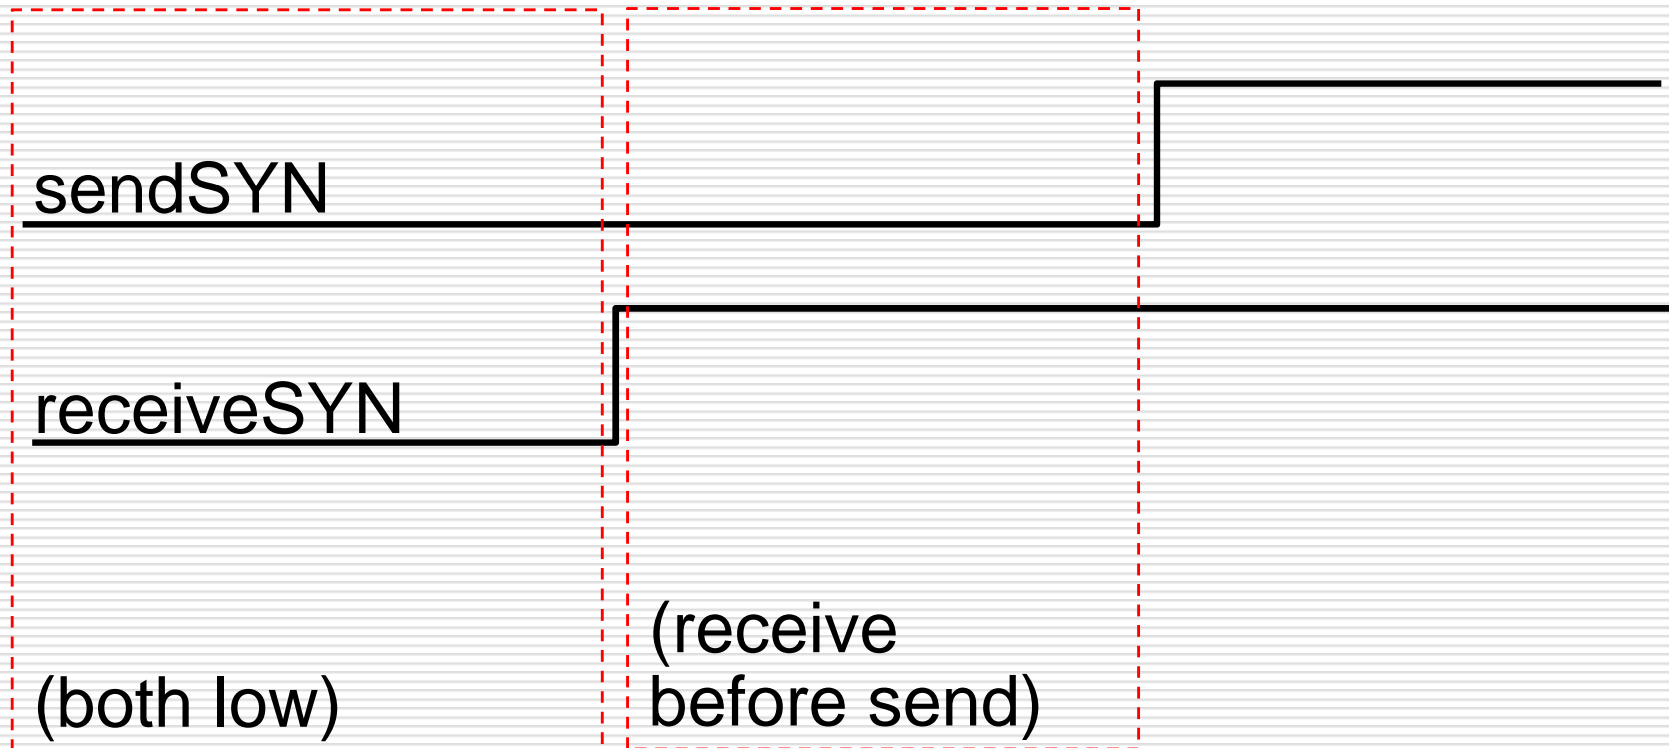 sendSYN
receiveSYN
(both low)
(receive
before send)